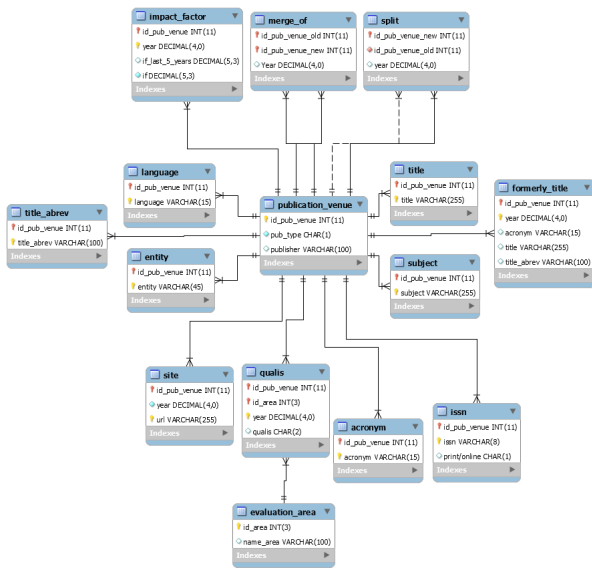 impact_factor
id_pub_venue INT(11)
year DECIMAL(4,0)
if_last_5_years DECIMAL(5,3)
if DECIMAL(5,3)
Indexes
merge_of
id_pub_venue_old INT(11)
id_pub_venue_new INT(11)
Year DECIMAL(4,0)
Indexes
split
id_pub_venue_new INT(11)
id_pub_venue_old INT(11)
year DECIMAL(4,0)
Indexes
language
id_pub_venue INT(11)
language VARCHAR(15)
Indexes
title
id_pub_venue INT(11)
title VARCHAR(255)
Indexes
formerly_title
id_pub_venue INT(11)
year DECIMAL(4,0)
acronym VARCHAR(15)
title VARCHAR(255)
title_abrev VARCHAR(100)
Indexes
title_abrev
id_pub_venue INT(11)
title_abrev VARCHAR(100)
Indexes
publication_venue
id_pub_venue INT(11)
pub_type CHAR(1)
publisher VARCHAR(100)
Indexes
entity
id_pub_venue INT(11)
entity VARCHAR(45)
Indexes
subject
id_pub_venue INT(11)
subject VARCHAR(255)
Indexes
site
id_pub_venue INT(11)
year DECIMAL(4,0)
url VARCHAR(255)
Indexes
qualis
id_pub_venue INT(11)
id_area INT(3)
year DECIMAL(4,0)
qualis CHAR(2)
Indexes
acronym
id_pub_venue INT(11)
acronym VARCHAR(15)
Indexes
issn
id_pub_venue INT(11)
issn VARCHAR(8)
print/online CHAR(1)
Indexes
evaluation_area
id_area INT(3)
name_area VARCHAR(100)
Indexes